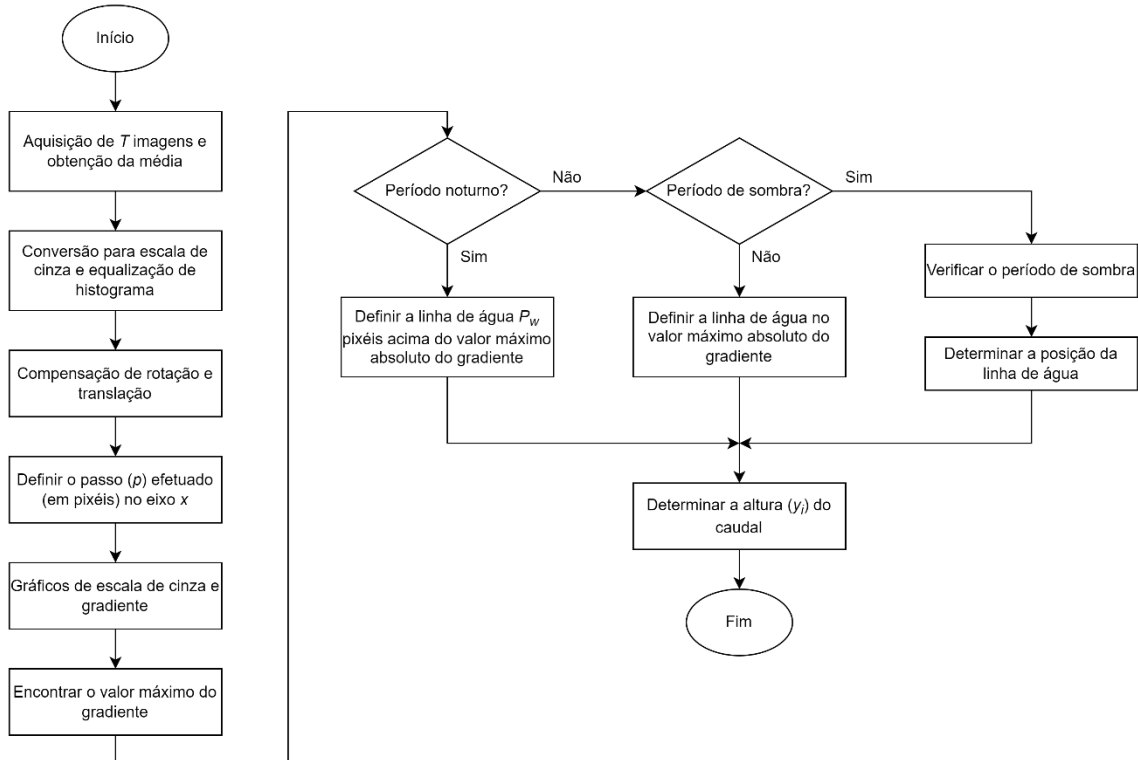 Início
Aquisição de T imagens e
obtenção da média
Conversão para escala de
cinza e equalização de
histograma
Compensação de rotação e
translação
Definir o passo (p) efetuado
(em pixéis) no eixo x
Gráficos de escala de cinza e
gradiente
Encontrar o valor máximo do
gradiente
Período noturno?
Não
Sim
Período de sombra?
Sim
Não
Definir a linha de água Pw
pixéis acima do valor máximo
absoluto do gradiente
Definir a linha de água no
valor máximo absoluto do
gradiente
Verificar o período de sombra
Determinar a posição da
linha de água
Determinar a altura (yi) do
caudal
Fim